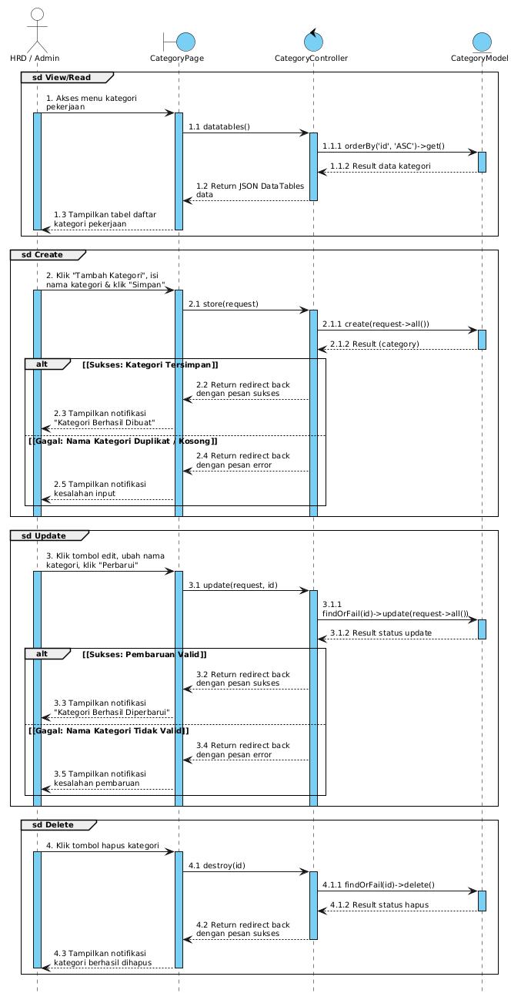 HRD / Admin
CategoryPage
CategoryController
CategoryModel
sd View/Read
1. Akses menu kategori
pekerjaan
1.1 datatables()
1.1.1 orderBy('id', 'ASC')->get()
1.1.2 Result data kategori
1.2 Return JSON DataTables
data
1.3 Tampilkan tabel daftar
kategori pekerjaan
sd Create
2. Klik "Tambah Kategori", isi
nama kategori & klik "Simpan"
2.1 store(request)
2.1.1 create(request->all())
2.1.2 Result (category)
alt
[[Sukses: Kategori Tersimpan]]
2.2 Return redirect back
dengan pesan sukses
2.3 Tampilkan notifikasi
"Kategori Berhasil Dibuat"
[[Gagal: Nama Kategori Duplikat / Kosong]]
2.4 Return redirect back
dengan pesan error
2.5 Tampilkan notifikasi
kesalahan input
sd Update
3. Klik tombol edit, ubah nama
kategori, klik "Perbarui"
3.1 update(request, id)
3.1.1
findOrFail(id)->update(request->all())
3.1.2 Result status update
alt
[[Sukses: Pembaruan Valid]]
3.2 Return redirect back
dengan pesan sukses
3.3 Tampilkan notifikasi
"Kategori Berhasil Diperbarui"
[[Gagal: Nama Kategori Tidak Valid]]
3.4 Return redirect back
dengan pesan error
3.5 Tampilkan notifikasi
kesalahan pembaruan
sd Delete
4. Klik tombol hapus kategori
4.1 destroy(id)
4.1.1 findOrFail(id)->delete()
4.1.2 Result status hapus
4.2 Return redirect back
dengan pesan sukses
4.3 Tampilkan notifikasi
kategori berhasil dihapus